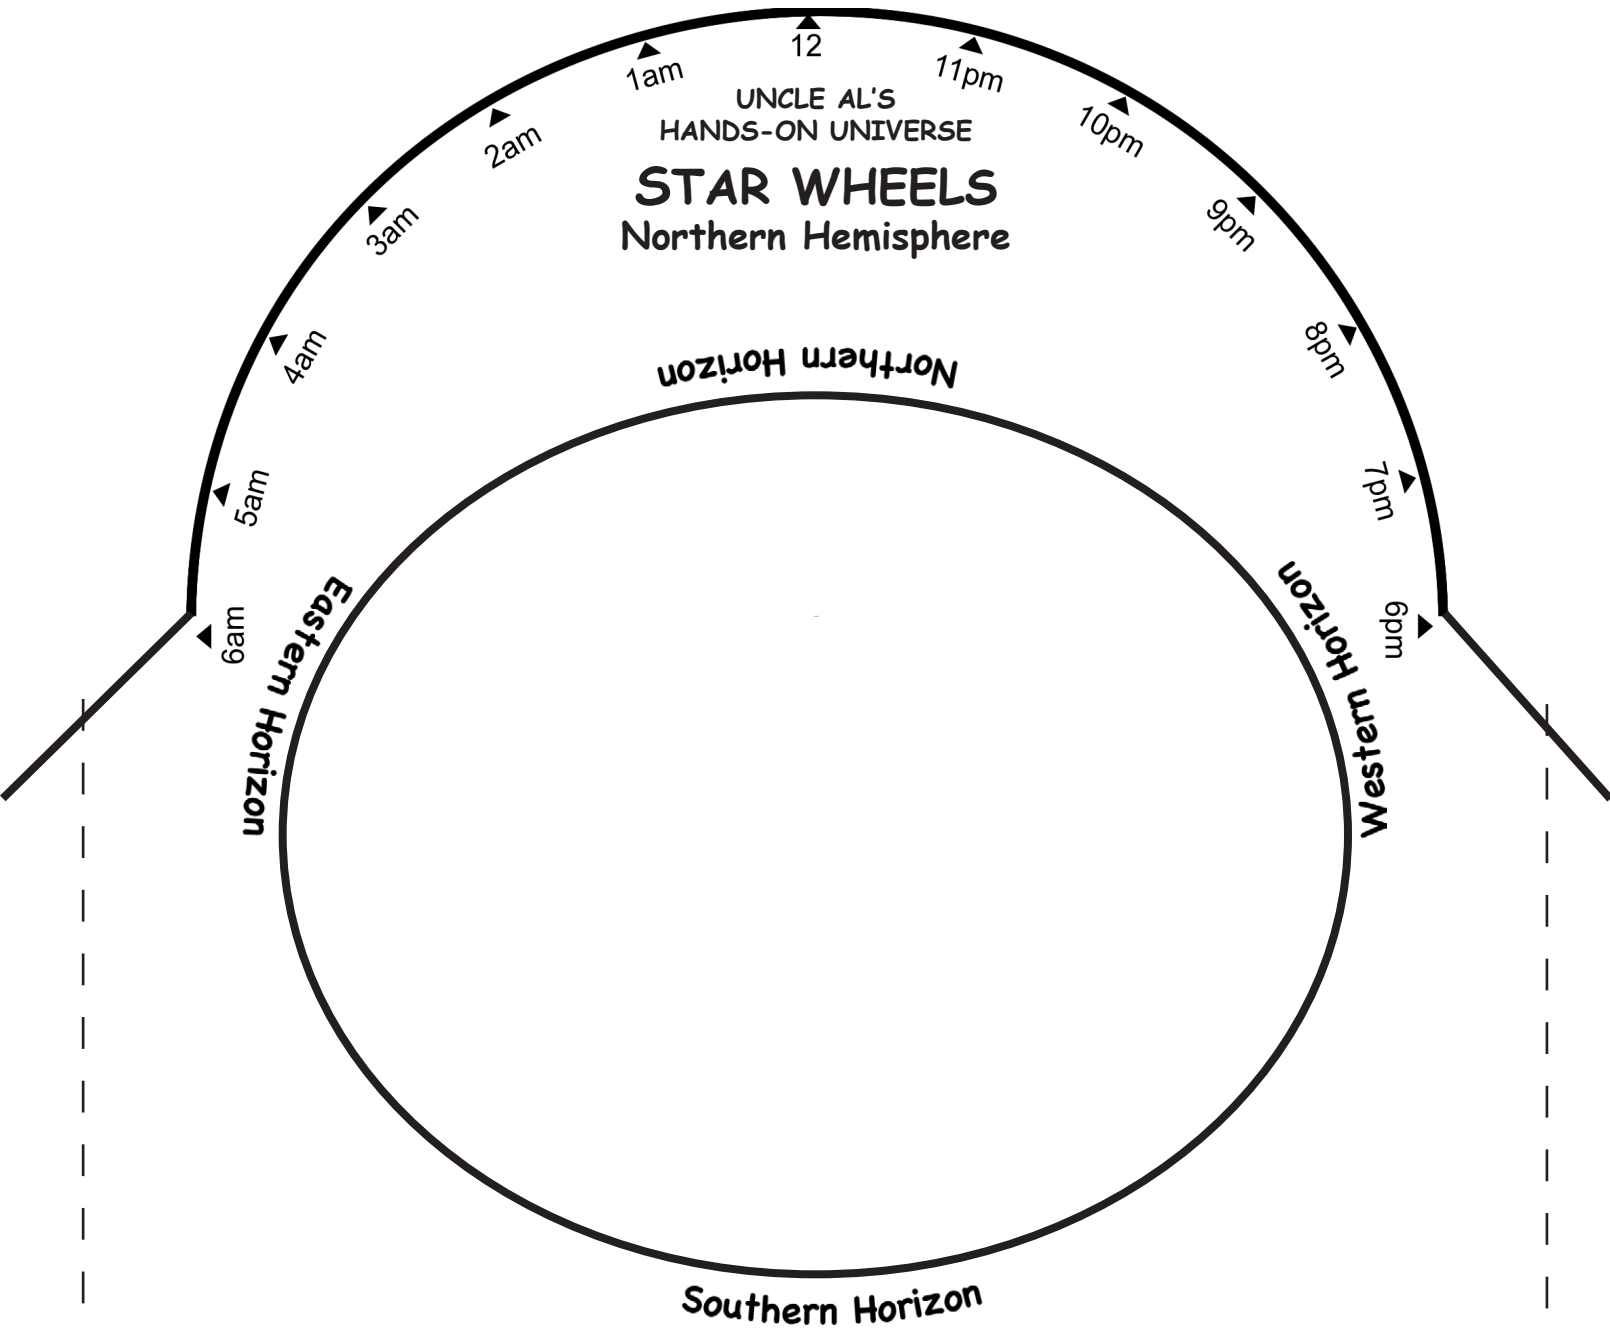 12
1am
11pm
2am
10pm
3am
9pm
4am
8pm
5am
7pm
6am
6pm
UNCLE AL'S
HANDS-ON UNIVERSE
STAR WHEELS
Northern Hemisphere
Northern Horizon
Eastern Horizon
Western Horizon
Southern Horizon